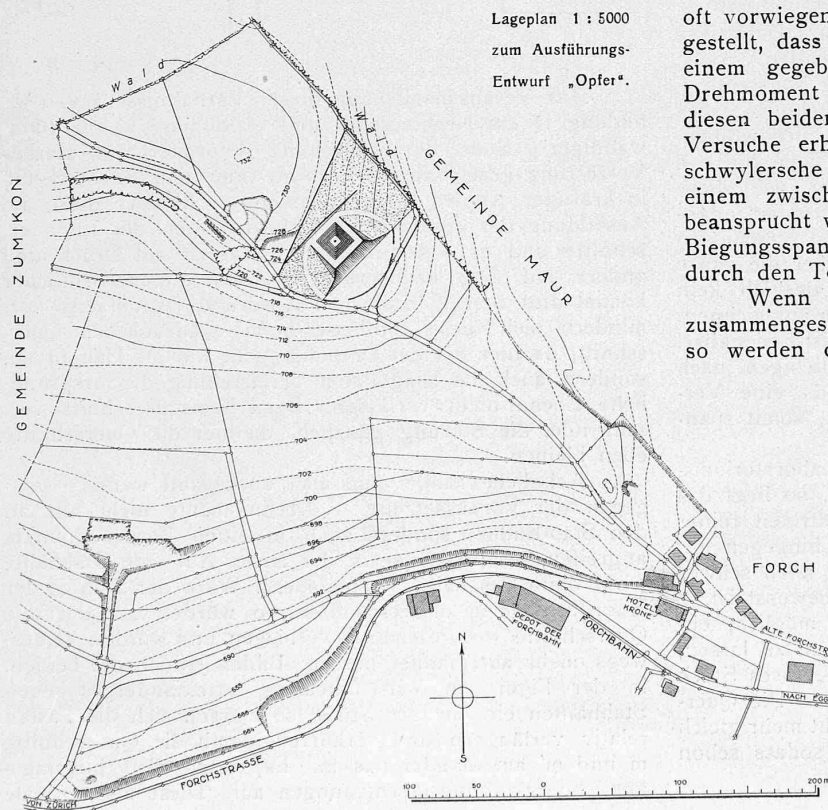 Lageplan 1 : 5000
zum Ausführungs-
Entwurf „Opfer“.
oft vorwiegen
gestellt, dass
einem gegeb
Drehmoment
diesen beider
Versuche erh
schwylersche
einem zwisch
beansprucht w
Biegungsspan
durch den To
Wenn
zusammenges
so werden d
Wald
Wald
GEMEINDE MAUR
GEMEINDE ZUMIKON
732
730
728
726
724
722
720
718
716
714
712
710
708
706
704
702
700
698
696
694
692
690
FORCH
HOTEL
„KRONE“
DEPOT DER
FORCHBAHN
FORCHBAHN
ALTE FORCHSTR
NACH EGG
N
S
FORCHSTRASSE
VON ZÜRICH
100 50 0 100 200 m